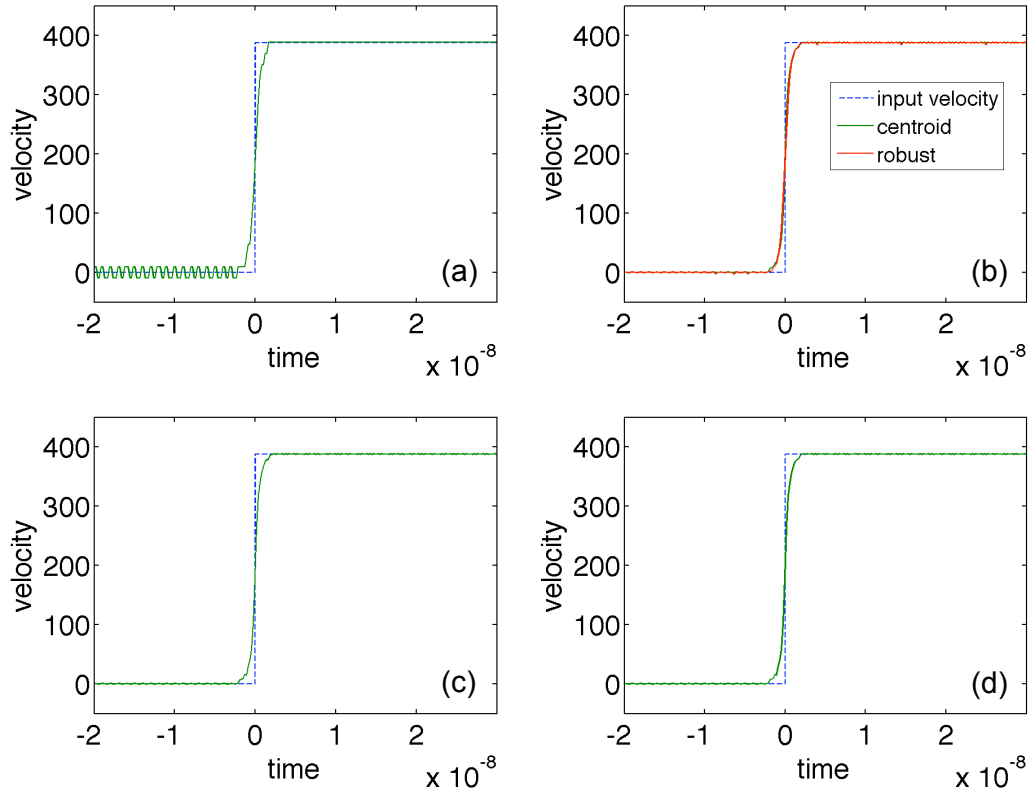 400
300
200
100
0
velocity
-2 -1 0 1 2
time
x 10-8
(a)
400
300
200
100
0
velocity
-2 -1 0 1 2
time
x 10-8
input velocity
centroid
robust
(b)
400
300
200
100
0
velocity
-2 -1 0 1 2
time
x 10-8
(c)
400
300
200
100
0
velocity
-2 -1 0 1 2
time
x 10-8
(d)